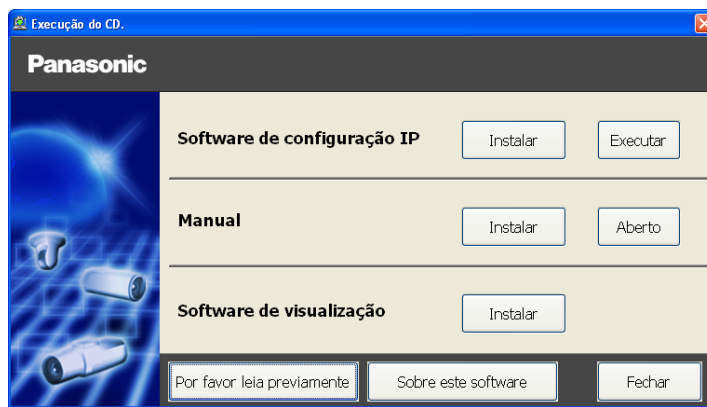 Execução do CD.
Panasonic
Software de configuração IP Instalar Executar
Manual Instalar Aberto
Software de visualização Instalar
Por favor leia previamente Sobre este software Fechar